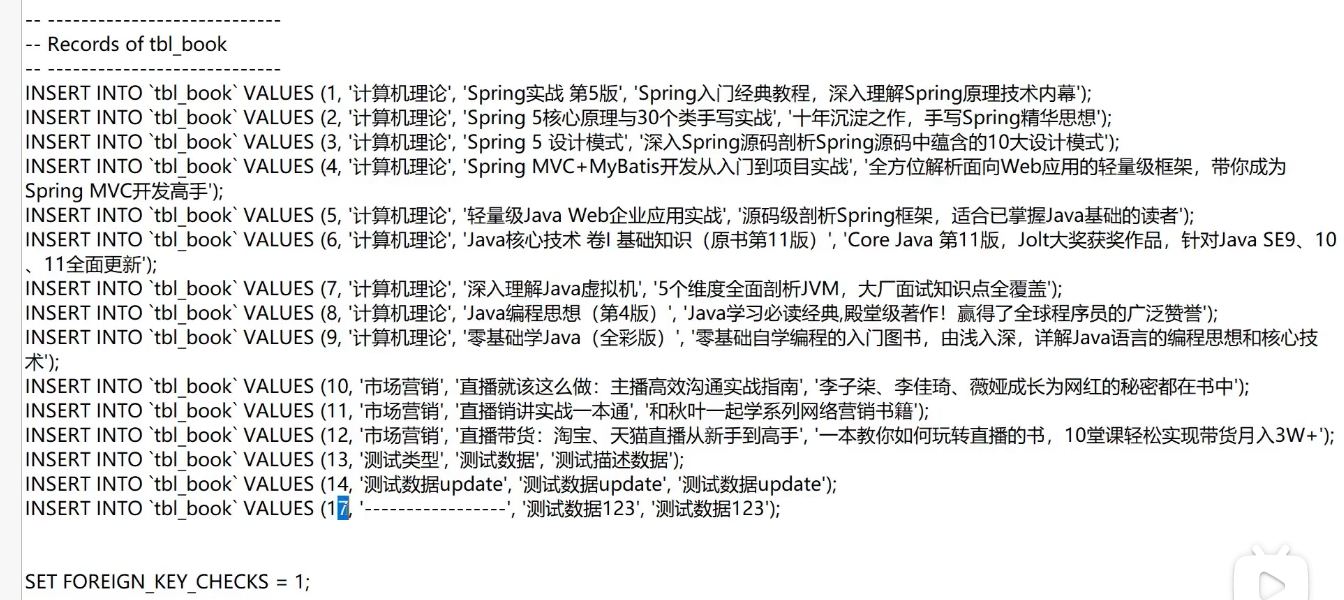 -- ----------------------------
-- Records of tbl_book
-- ----------------------------
INSERT INTO `tbl_book` VALUES (1, '计算机理论', 'Spring实战 第5版', 'Spring入门经典教程，深入理解Spring原理技术内幕');
INSERT INTO `tbl_book` VALUES (2, '计算机理论', 'Spring 5核心原理与30个类手写实战', '十年沉淀之作，手写Spring精华思想');
INSERT INTO `tbl_book` VALUES (3, '计算机理论', 'Spring 5 设计模式', '深入Spring源码剖析Spring源码中蕴含的10大设计模式');
INSERT INTO `tbl_book` VALUES (4, '计算机理论', 'Spring MVC+MyBatis开发从入门到项目实战', '全方位解析面向Web应用的轻量级框架，带你成为
Spring MVC开发高手');
INSERT INTO `tbl_book` VALUES (5, '计算机理论', '轻量级Java Web企业应用实战', '源码级剖析Spring框架，适合已掌握Java基础的读者');
INSERT INTO `tbl_book` VALUES (6, '计算机理论', 'Java核心技术 卷I 基础知识（原书第11版）', 'Core Java 第11版，Jolt大奖获奖作品，针对Java SE9、10
、11全面更新');
INSERT INTO `tbl_book` VALUES (7, '计算机理论', '深入理解Java虚拟机', '5个维度全面剖析JVM，大厂面试知识点全覆盖');
INSERT INTO `tbl_book` VALUES (8, '计算机理论', 'Java编程思想（第4版）', 'Java学习必读经典,殿堂级著作！赢得了全球程序员的广泛赞誉');
INSERT INTO `tbl_book` VALUES (9, '计算机理论', '零基础学Java（全彩版）', '零基础自学编程的入门图书，由浅入深，详解Java语言的编程思想和核心技
术');
INSERT INTO `tbl_book` VALUES (10, '市场营销', '直播就该这么做：主播高效沟通实战指南', '李子柒、李佳琦、薇娅成长为网红的秘密都在书中');
INSERT INTO `tbl_book` VALUES (11, '市场营销', '直播销讲实战一本通', '和秋叶一起学系列网络营销书籍');
INSERT INTO `tbl_book` VALUES (12, '市场营销', '直播带货：淘宝、天猫直播从新手到高手', '一本教你如何玩转直播的书，10堂课轻松实现带货月入3W+');
INSERT INTO `tbl_book` VALUES (13, '测试类型', '测试数据', '测试描述数据');
INSERT INTO `tbl_book` VALUES (14, '测试数据update', '测试数据update', '测试数据update');
INSERT INTO `tbl_book` VALUES (17, '-----------------', '测试数据123', '测试数据123');
SET FOREIGN_KEY_CHECKS = 1;